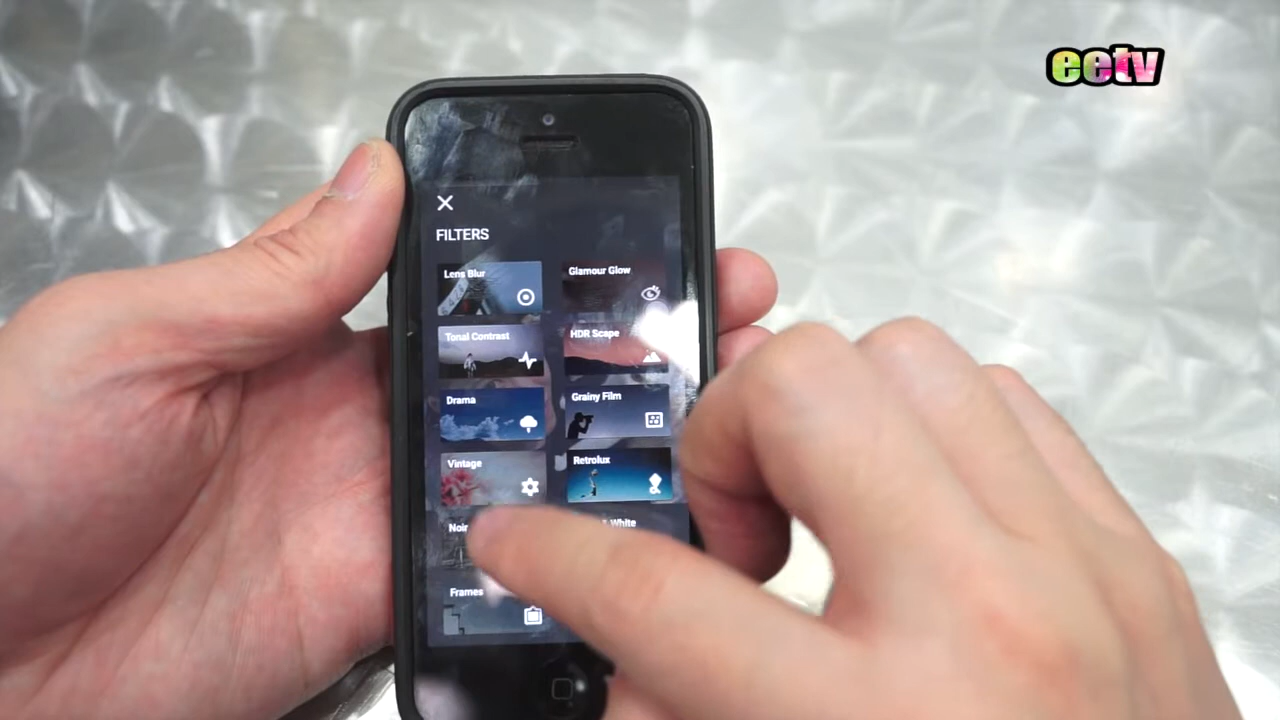 eetv
FILTERS
Lens Blur
Glamour Glow
Tonal Contrast
HDR Scape
Drama
Grainy Film
Vintage
Retrolux
Noir
White
Frames